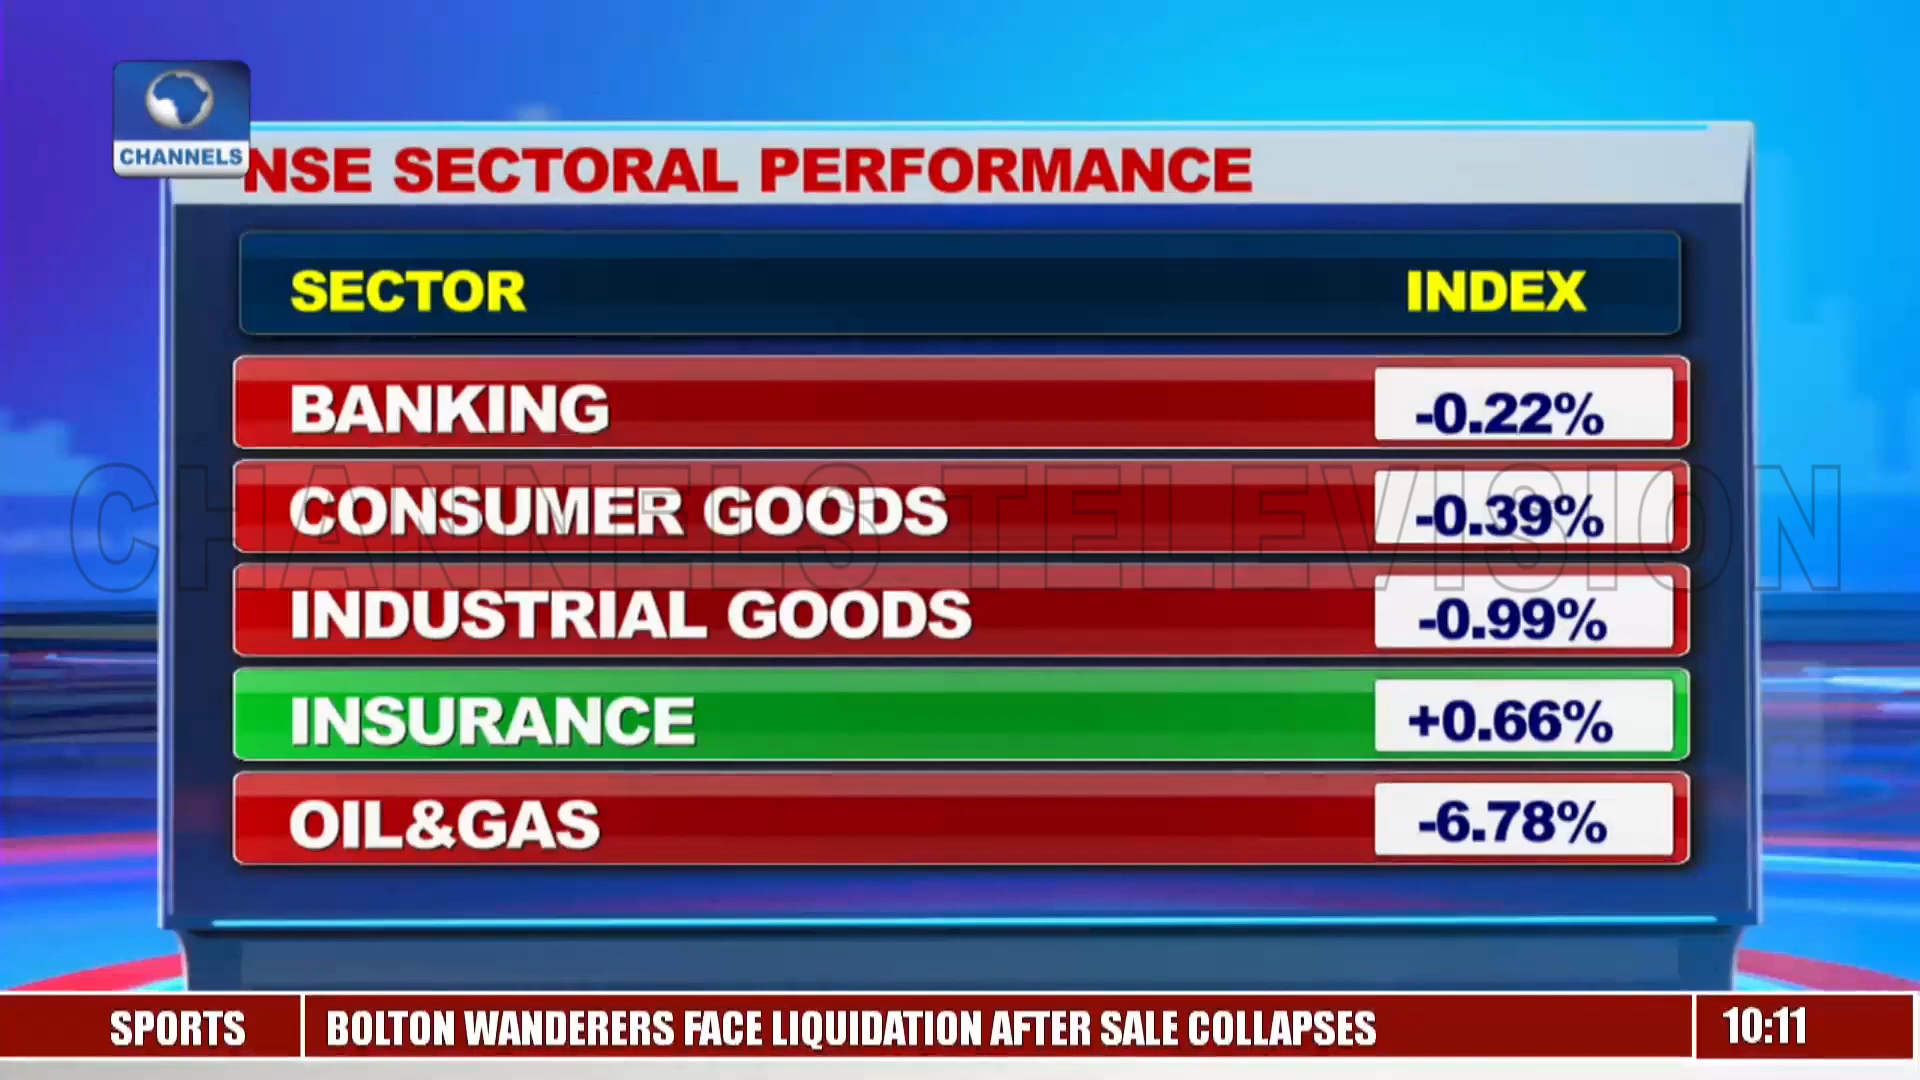 CHANNELS
NSE SECTORAL PERFORMANCE
SECTOR INDEX
BANKING -0.22%
CONSUMER GOODS -0.39%
CHANNELS TELEVISION
INDUSTRIAL GOODS -0.99%
INSURANCE +0.66%
OIL&GAS -6.78%
SPORTS BOLTON WANDERERS FACE LIQUIDATION AFTER SALE COLLAPSES 10:11